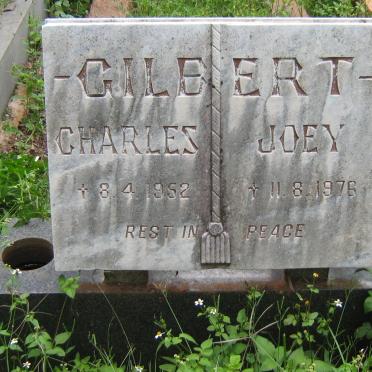 -GILBERT-
CHARLES JOEY
† 8.4.1952 † 11.8.1976
REST IN PEACE